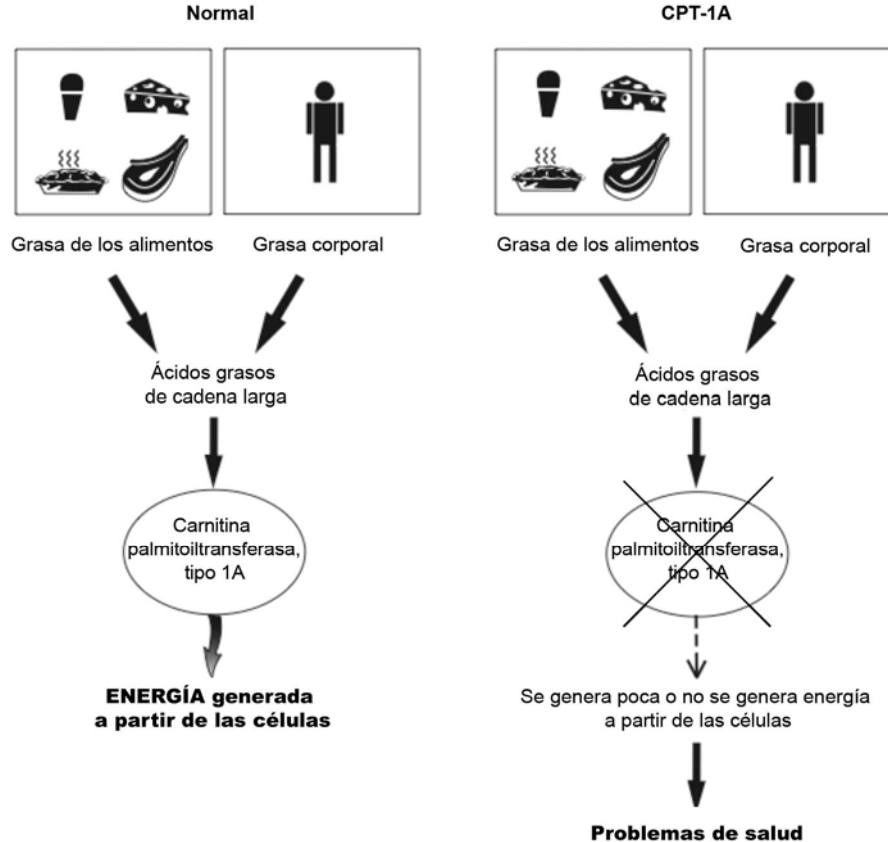 Normal
Grasa de los alimentos
Grasa corporal
Ácidos grasos
de cadena larga
Carnitina
palmitoiltransferasa,
tipo 1A
ENERGÍA generada
a partir de las células
CPT-1A
Grasa de los alimentos
Grasa corporal
Ácidos grasos
de cadena larga
Carnitina
palmitoiltransferasa,
tipo 1A
Se genera poca o no se genera energía
a partir de las células
Problemas de salud